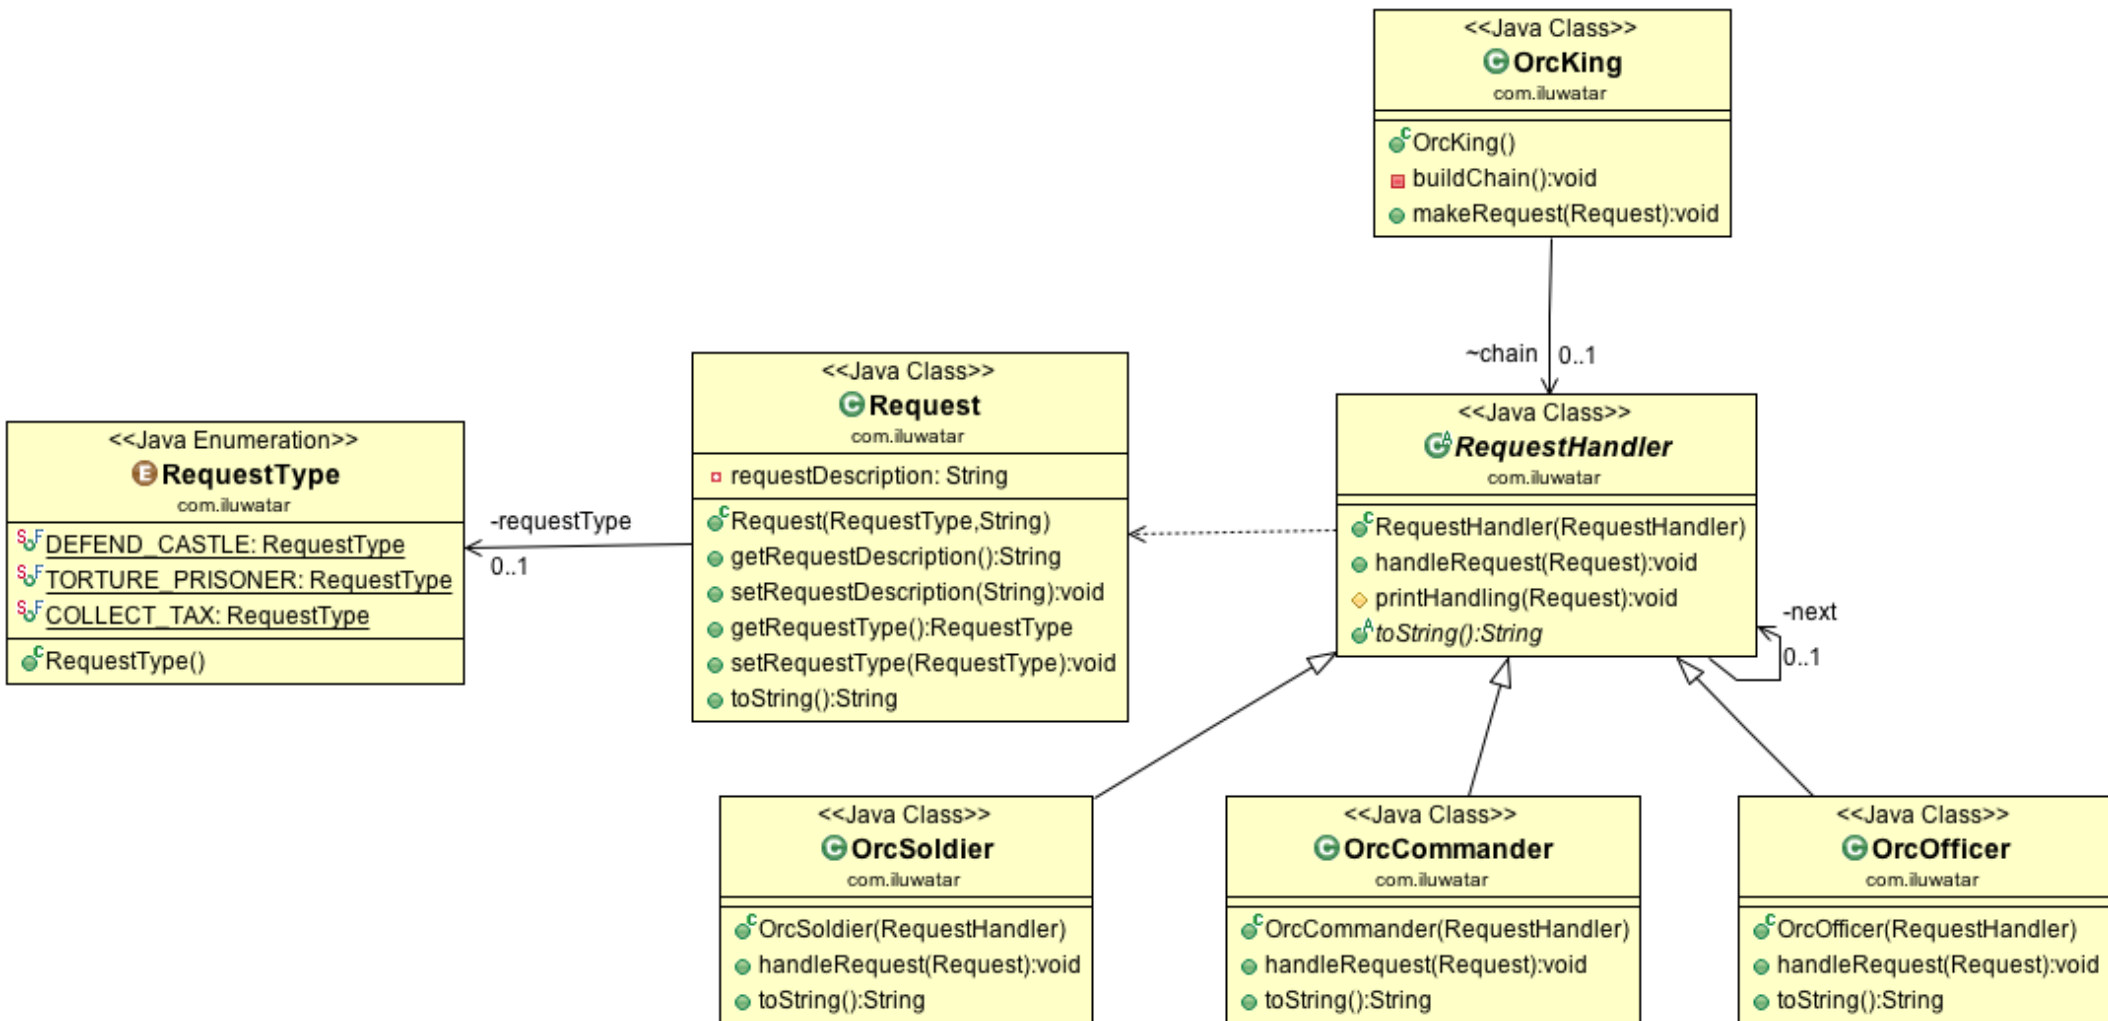 <<Java Class>>
OrcKing
com.iluwatar
OrcKing()
buildChain():void
makeRequest(Request):void
~chain
0..1
<<Java Enumeration>>
RequestType
com.iluwatar
DEFEND_CASTLE: RequestType
TORTURE_PRISONER: RequestType
COLLECT_TAX: RequestType
RequestType()
-requestType
0..1
<<Java Class>>
Request
com.iluwatar
requestDescription: String
Request(RequestType,String)
getRequestDescription():String
setRequestDescription(String):void
getRequestType():RequestType
setRequestType(RequestType):void
toString():String
<<Java Class>>
RequestHandler
com.iluwatar
RequestHandler(RequestHandler)
handleRequest(Request):void
printHandling(Request):void
toString():String
-next
0..1
<<Java Class>>
OrcSoldier
com.iluwatar
OrcSoldier(RequestHandler)
handleRequest(Request):void
toString():String
<<Java Class>>
OrcCommander
com.iluwatar
OrcCommander(RequestHandler)
handleRequest(Request):void
toString():String
<<Java Class>>
OrcOfficer
com.iluwatar
OrcOfficer(RequestHandler)
handleRequest(Request):void
toString():String